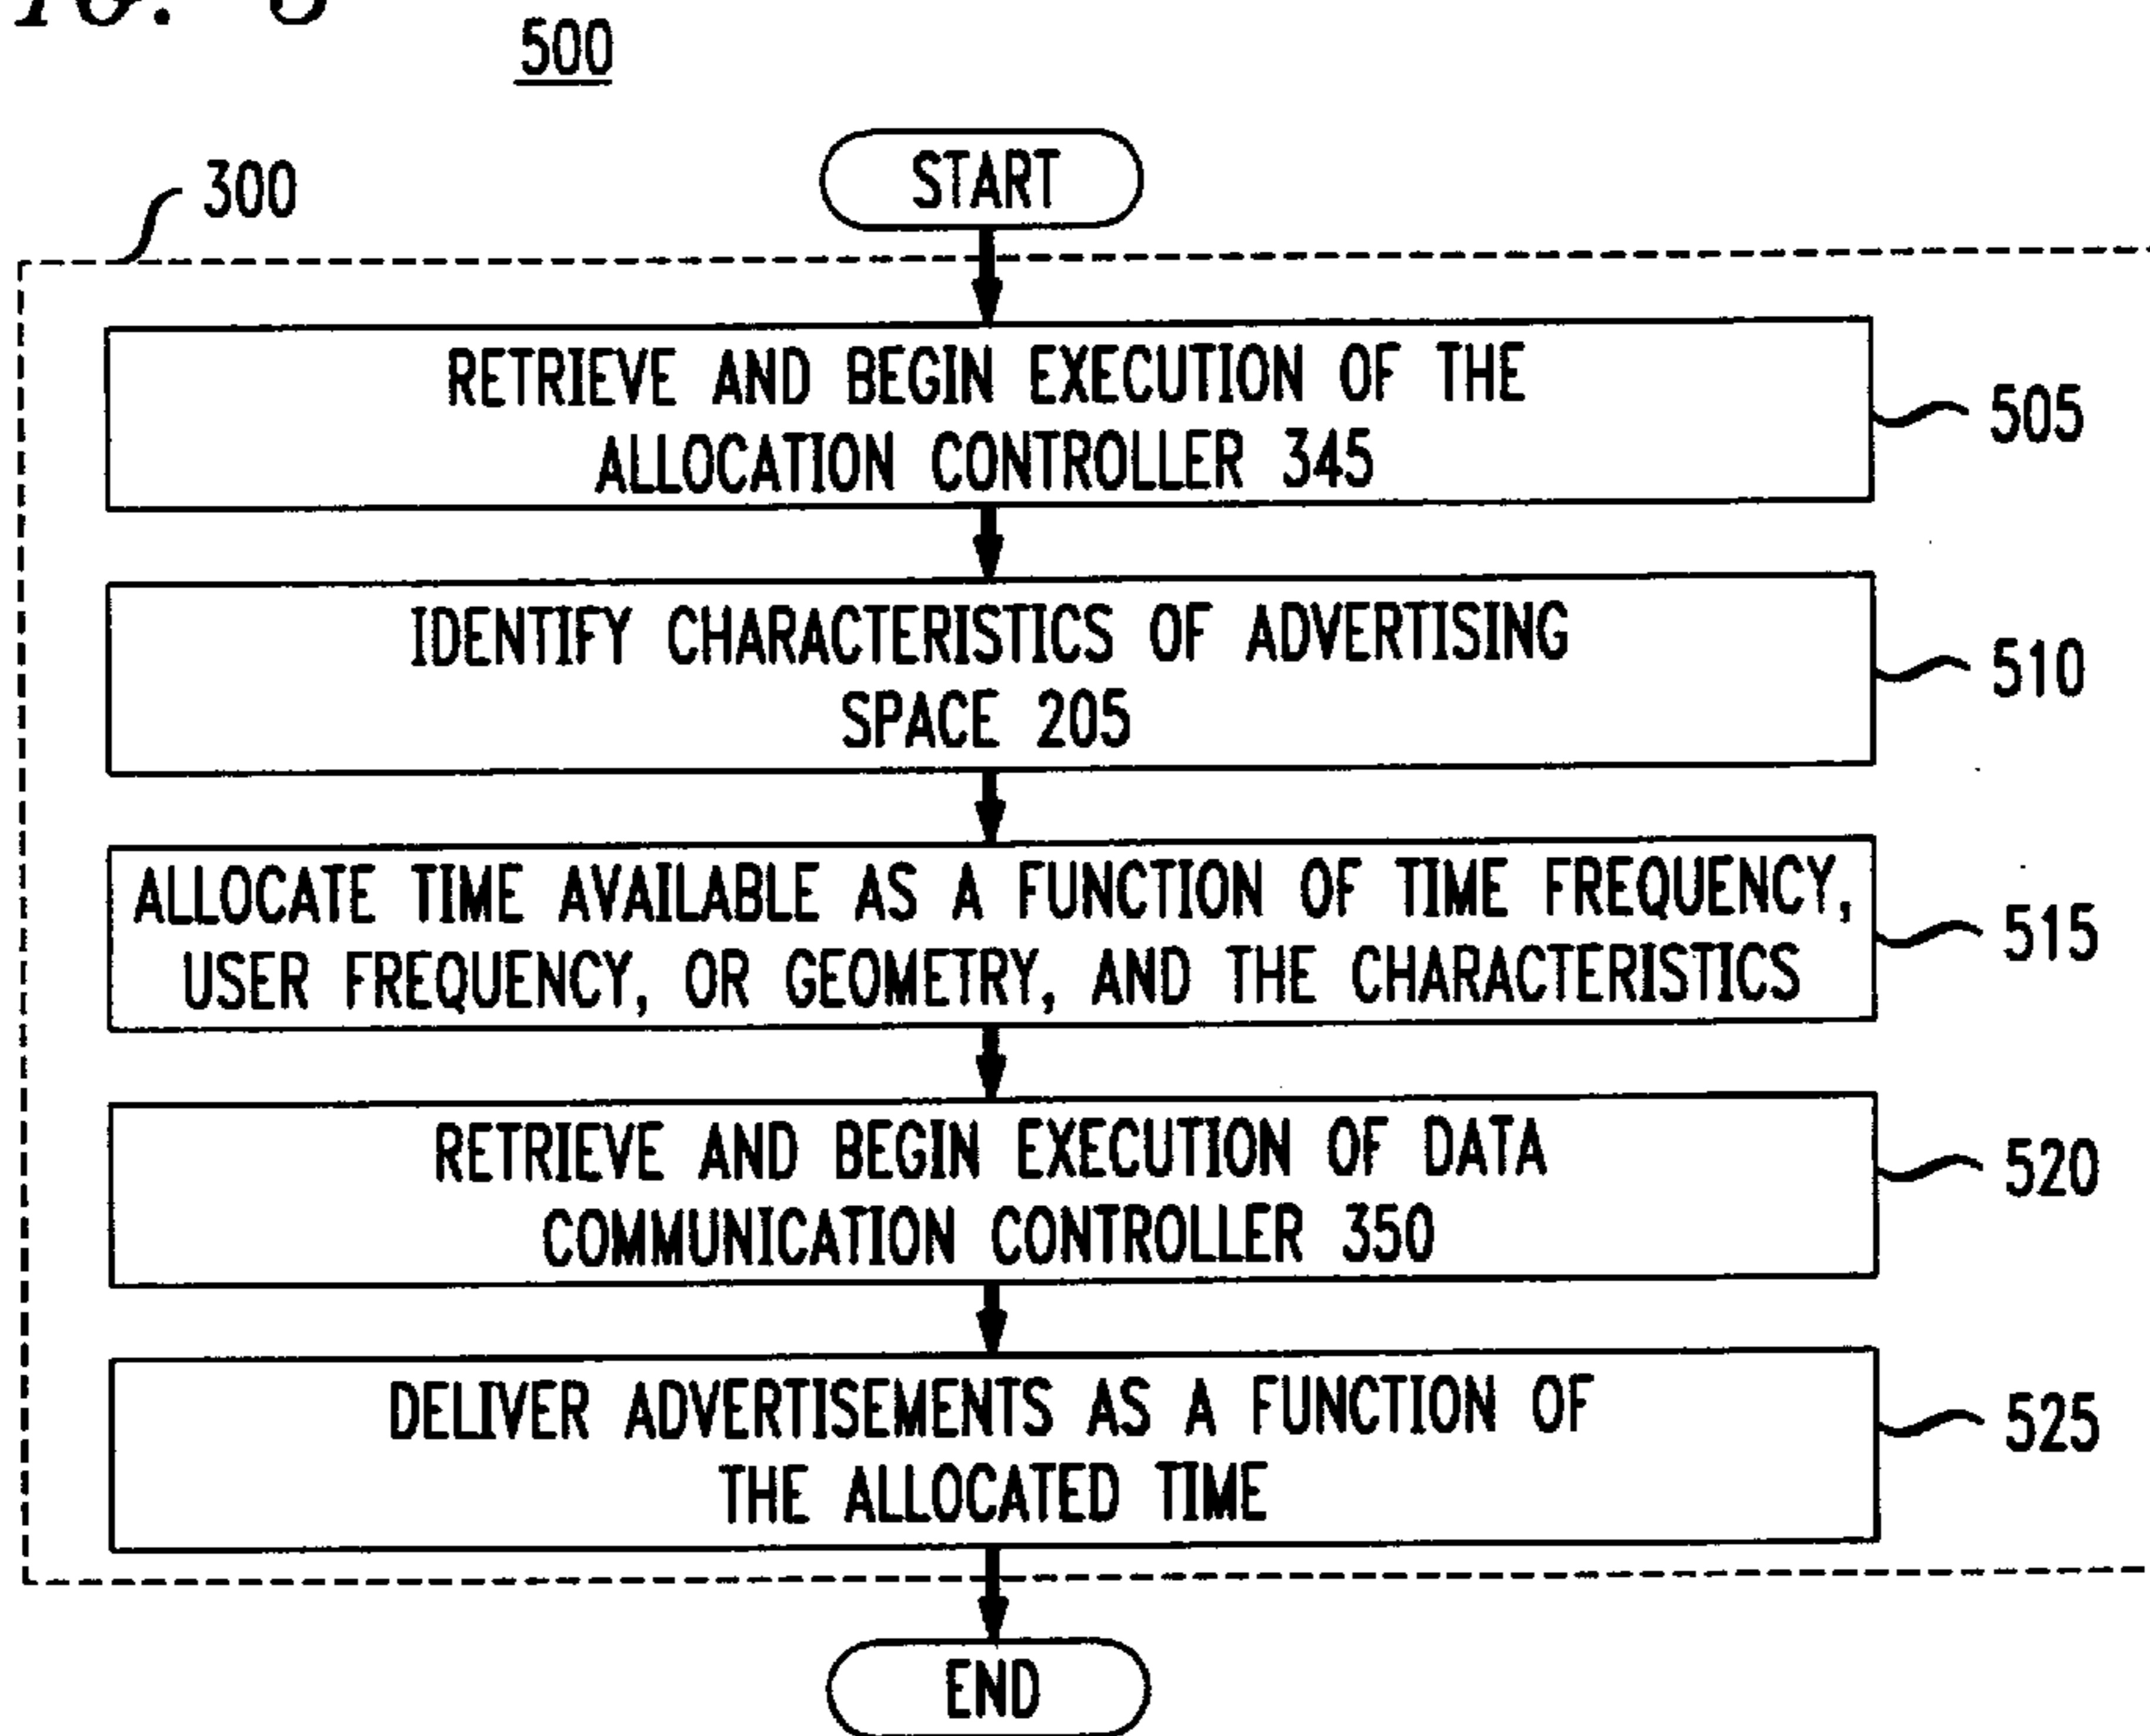 500
START
300
RETRIEVE AND BEGIN EXECUTION OF THE
ALLOCATION CONTROLLER 345
505
IDENTIFY CHARACTERISTICS OF ADVERTISING
SPACE 205
510
ALLOCATE TIME AVAILABLE AS A FUNCTION OF TIME FREQUENCY,
USER FREQUENCY, OR GEOMETRY, AND THE CHARACTERISTICS
515
RETRIEVE AND BEGIN EXECUTION OF DATA
COMMUNICATION CONTROLLER 350
520
DELIVER ADVERTISEMENTS AS A FUNCTION OF
THE ALLOCATED TIME
525
END